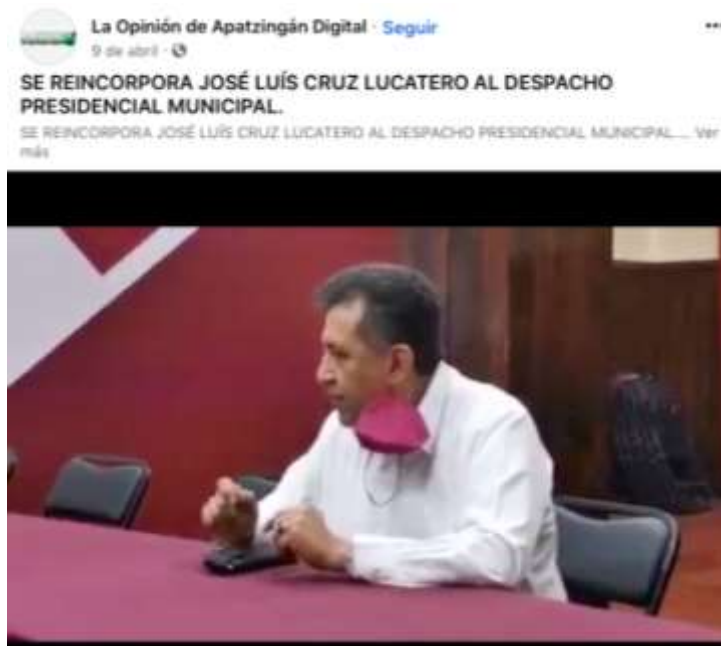 La Opinión de Apatzingán Digital · Seguir
9 de abril ·
SE REINCORPORA JOSÉ LUÍS CRUZ LUCATERO AL DESPACHO
PRESIDENCIAL MUNICIPAL.
SE REINCORPORA JOSÉ LUÍS CRUZ LUCATERO AL DESPACHO PRESIDENCIAL MUNICIPAL.... Ver
más